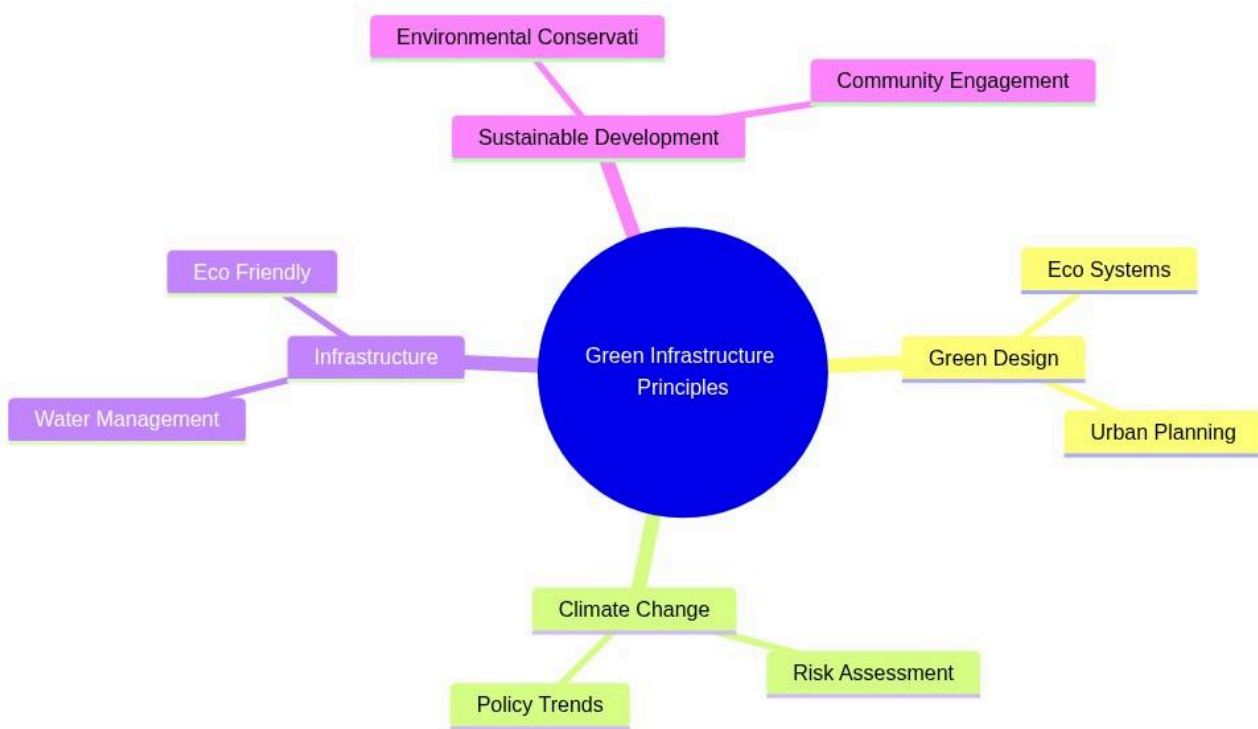 Environmental Conservati
Community Engagement
Sustainable Development
Eco Friendly
Eco Systems
Infrastructure
Green Infrastructure
Principles
Green Design
Water Management
Urban Planning
Climate Change
Risk Assessment
Policy Trends